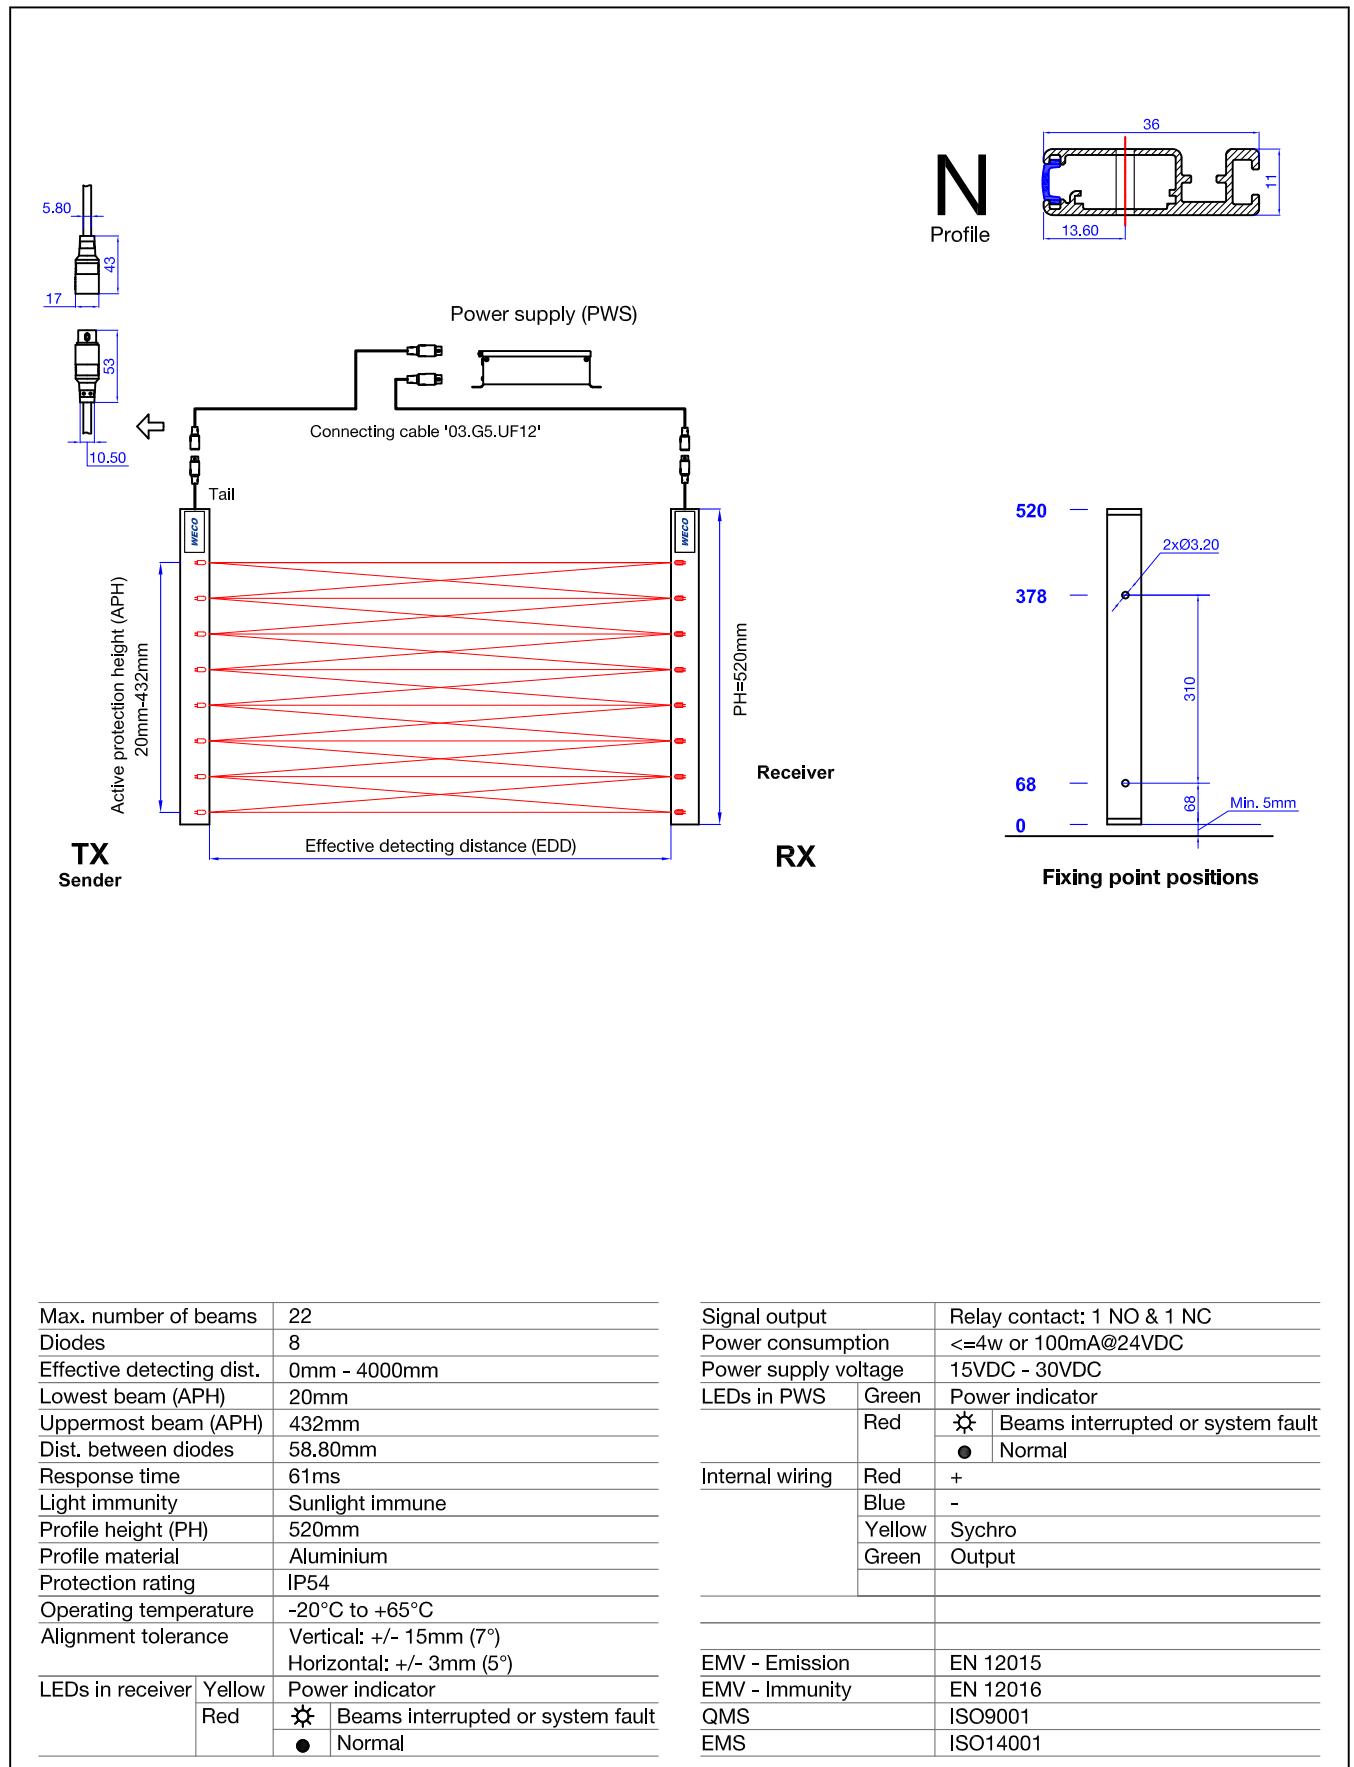 36
11
13.60
N
Profile
5.80
43
17
53
10.50
Power supply (PWS)
Connecting cable '03.G5.UF12'
Tail
WECO
WECO
Active protection height (APH)
20mm-432mm
PH=520mm
Receiver
RX
Effective detecting distance (EDD)
TX
Sender
520
2xØ3.20
378
310
68
68
Min. 5mm
0
Fixing point positions
Max. number of beams 22
Diodes 8
Effective detecting dist. 0mm - 4000mm
Lowest beam (APH) 20mm
Uppermost beam (APH) 432mm
Dist. between diodes 58.80mm
Response time 61ms
Light immunity Sunlight immune
Profile height (PH) 520mm
Profile material Aluminium
Protection rating IP54
Operating temperature -20°C to +65°C
Alignment tolerance Vertical: +/- 15mm (7°)
Horizontal: +/- 3mm (5°)
LEDs in receiver Yellow Power indicator
Red Beams interrupted or system fault
Normal
Signal output Relay contact: 1 NO & 1 NC
Power consumption <=4w or 100mA@24VDC
Power supply voltage 15VDC - 30VDC
LEDs in PWS Green Power indicator
Red Beams interrupted or system fault
Normal
Internal wiring Red +
Blue -
Yellow Sychro
Green Output
EMV - Emission EN 12015
EMV - Immunity EN 12016
QMS ISO9001
EMS ISO14001